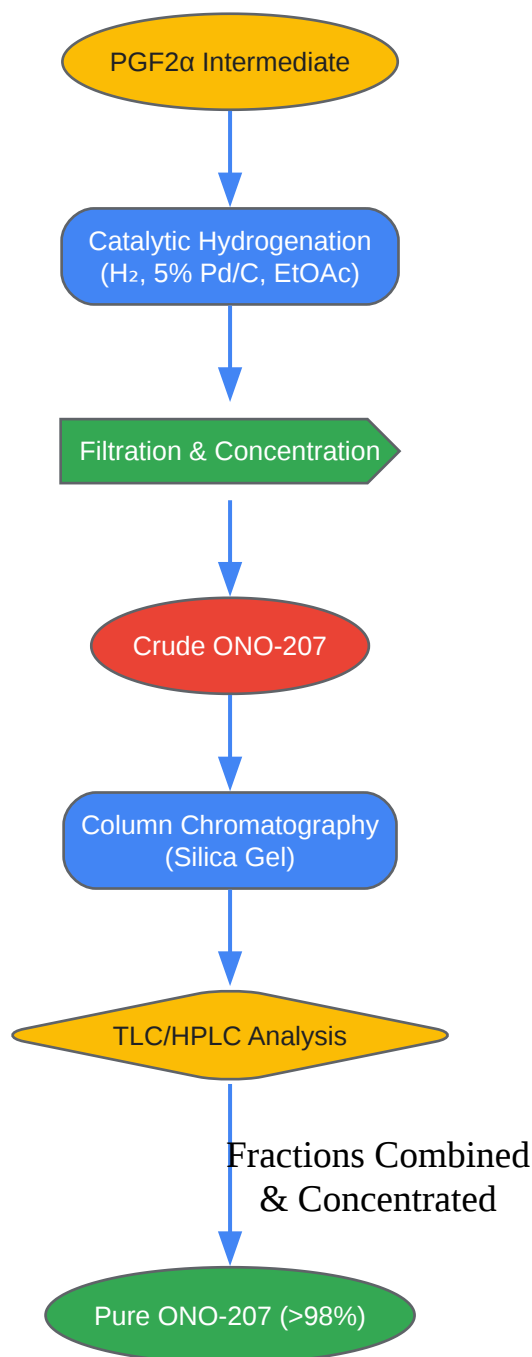 PGF2α Intermediate
Catalytic Hydrogenation
(H₂, 5% Pd/C, EtOAc)
Filtration & Concentration
Crude ONO-207
Column Chromatography
(Silica Gel)
TLC/HPLC Analysis
Fractions Combined
& Concentrated
Pure ONO-207 (>98%)